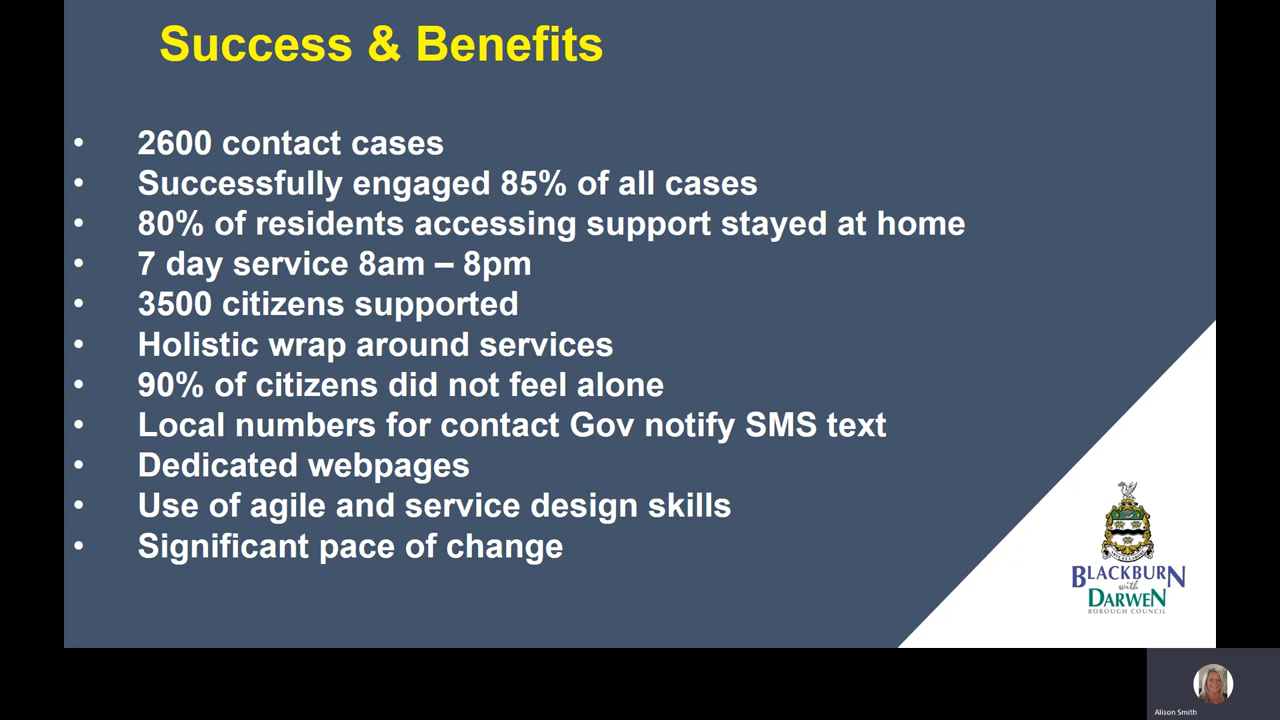 Success & Benefits
• 2600 contact cases
• Successfully engaged 85% of all cases
• 80% of residents accessing support stayed at home
• 7 day service 8am – 8pm
• 3500 citizens supported
• Holistic wrap around services
• 90% of citizens did not feel alone
• Local numbers for contact Gov notify SMS text
• Dedicated webpages
• Use of agile and service design skills
• Significant pace of change
BLACKBURN
with
DARWEN
BOROUGH COUNCIL
Alison Smith